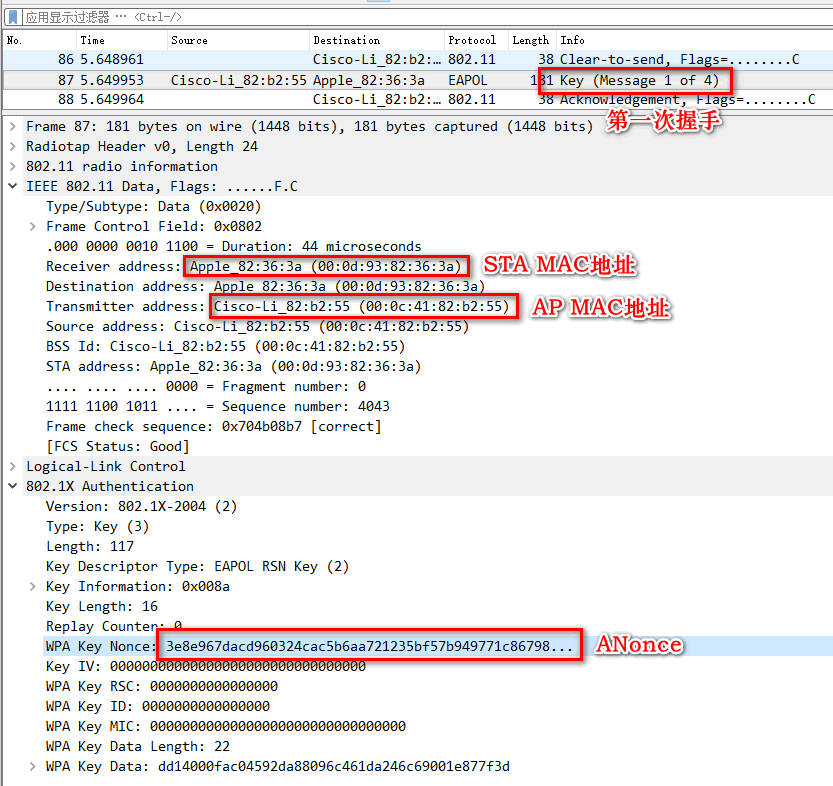 应用显示过滤器 … <Ctrl-/>
No. Time Source Destination Protocol Length Info
86 5.648961 Cisco-Li_82:b2:… 802.11 38 Clear-to-send, Flags=........C
87 5.649953 Cisco-Li_82:b2:55 Apple_82:36:3a EAPOL 181 Key (Message 1 of 4)
88 5.649964 Cisco-Li_82:b2:… 802.11 38 Acknowledgement, Flags=........C
Frame 87: 181 bytes on wire (1448 bits), 181 bytes captured (1448 bits)
第一次握手
Radiotap Header v0, Length 24
802.11 radio information
IEEE 802.11 Data, Flags: ......F.C
Type/Subtype: Data (0x0020)
Frame Control Field: 0x0802
.000 0000 0010 1100 = Duration: 44 microseconds
Receiver address: Apple_82:36:3a (00:0d:93:82:36:3a) STA MAC地址
Destination address: Apple_82:36:3a (00:0d:93:82:36:3a)
Transmitter address: Cisco-Li_82:b2:55 (00:0c:41:82:b2:55) AP MAC地址
Source address: Cisco-Li_82:b2:55 (00:0c:41:82:b2:55)
BSS Id: Cisco-Li_82:b2:55 (00:0c:41:82:b2:55)
STA address: Apple_82:36:3a (00:0d:93:82:36:3a)
.... .... .... 0000 = Fragment number: 0
1111 1100 1011 .... = Sequence number: 4043
Frame check sequence: 0x704b08b7 [correct]
[FCS Status: Good]
Logical-Link Control
802.1X Authentication
Version: 802.1X-2004 (2)
Type: Key (3)
Length: 117
Key Descriptor Type: EAPOL RSN Key (2)
Key Information: 0x008a
Key Length: 16
Replay Counter: 0
WPA Key Nonce: 3e8e967dacd960324cac5b6aa721235bf57b949771c86798... ANonce
Key IV: 00000000000000000000000000000000
WPA Key RSC: 0000000000000000
WPA Key ID: 0000000000000000
WPA Key MIC: 00000000000000000000000000000000
WPA Key Data Length: 22
WPA Key Data: dd14000fac04592da88096c461da246c69001e877f3d